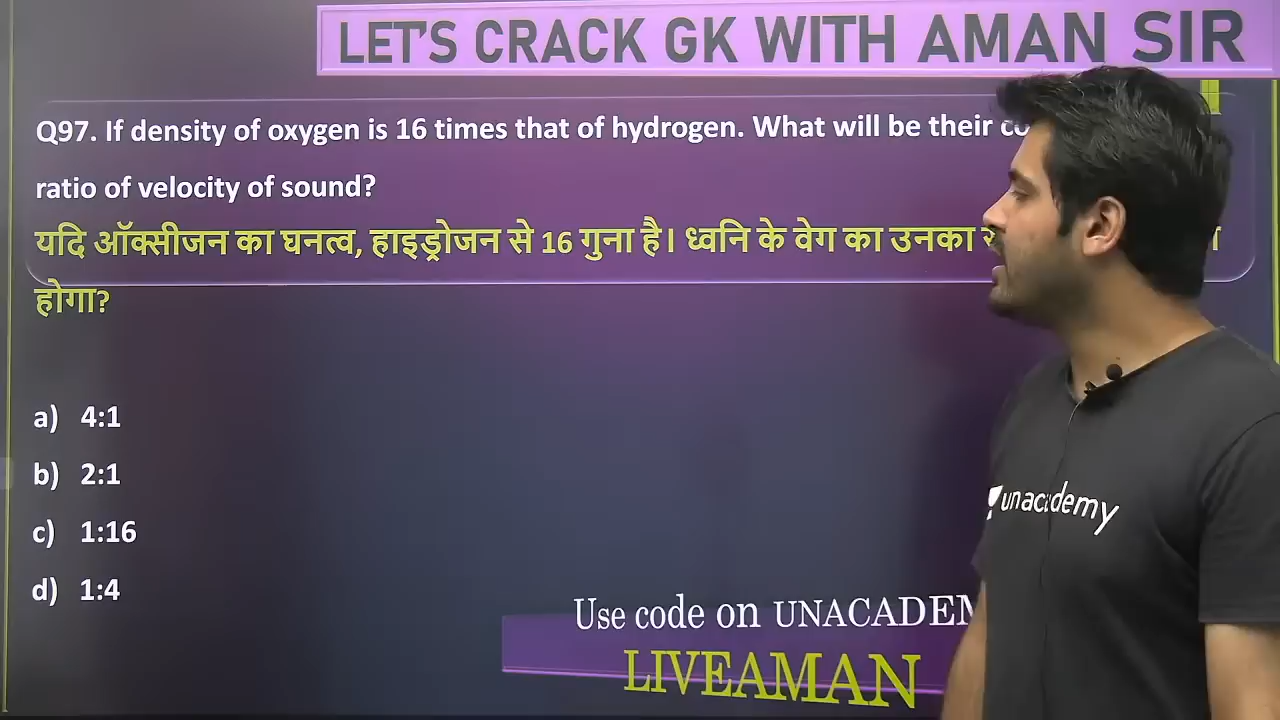 LET'S CRACK GK WITH AMAN SIR
Q97. If density of oxygen is 16 times that of hydrogen. What will be their
ratio of velocity of sound?
यदि ऑक्सीजन का घनत्व, हाइड्रोजन से 16 गुना है। ध्वनि के वेग का उनका
होगा?
a) 4:1
b) 2:1
c) 1:16
d) 1:4
unacademy
Use code on UNACADEM
LIVEAMAN